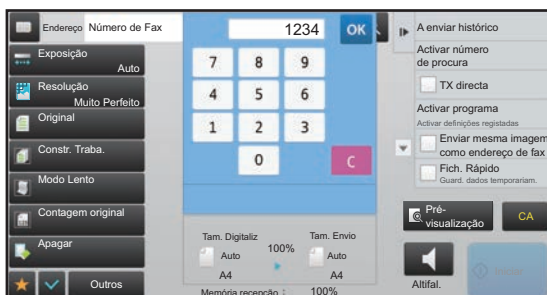 Endereço Número de Fax
1234 OK
Exposição
Auto
Resolução
Muito Perfeito
Original
Constr. Traba.
Modo Lento
Contagem original
Apagar
Outros
7 8 9
4 5 6
1 2 3
0 C
Tam. Digitaliz Tam. Envio
100%
Auto Auto
A4 A4
Memória recepção : 100%
A enviar histórico
Activar número
de procura
TX directa
Activar programa
Activar definições registadas
Enviar mesma imagem
como endereço de fax
Fich. Rápido
Guard. dados temporariam.
Pré-
visualização
CA
Altifal.
Iniciar